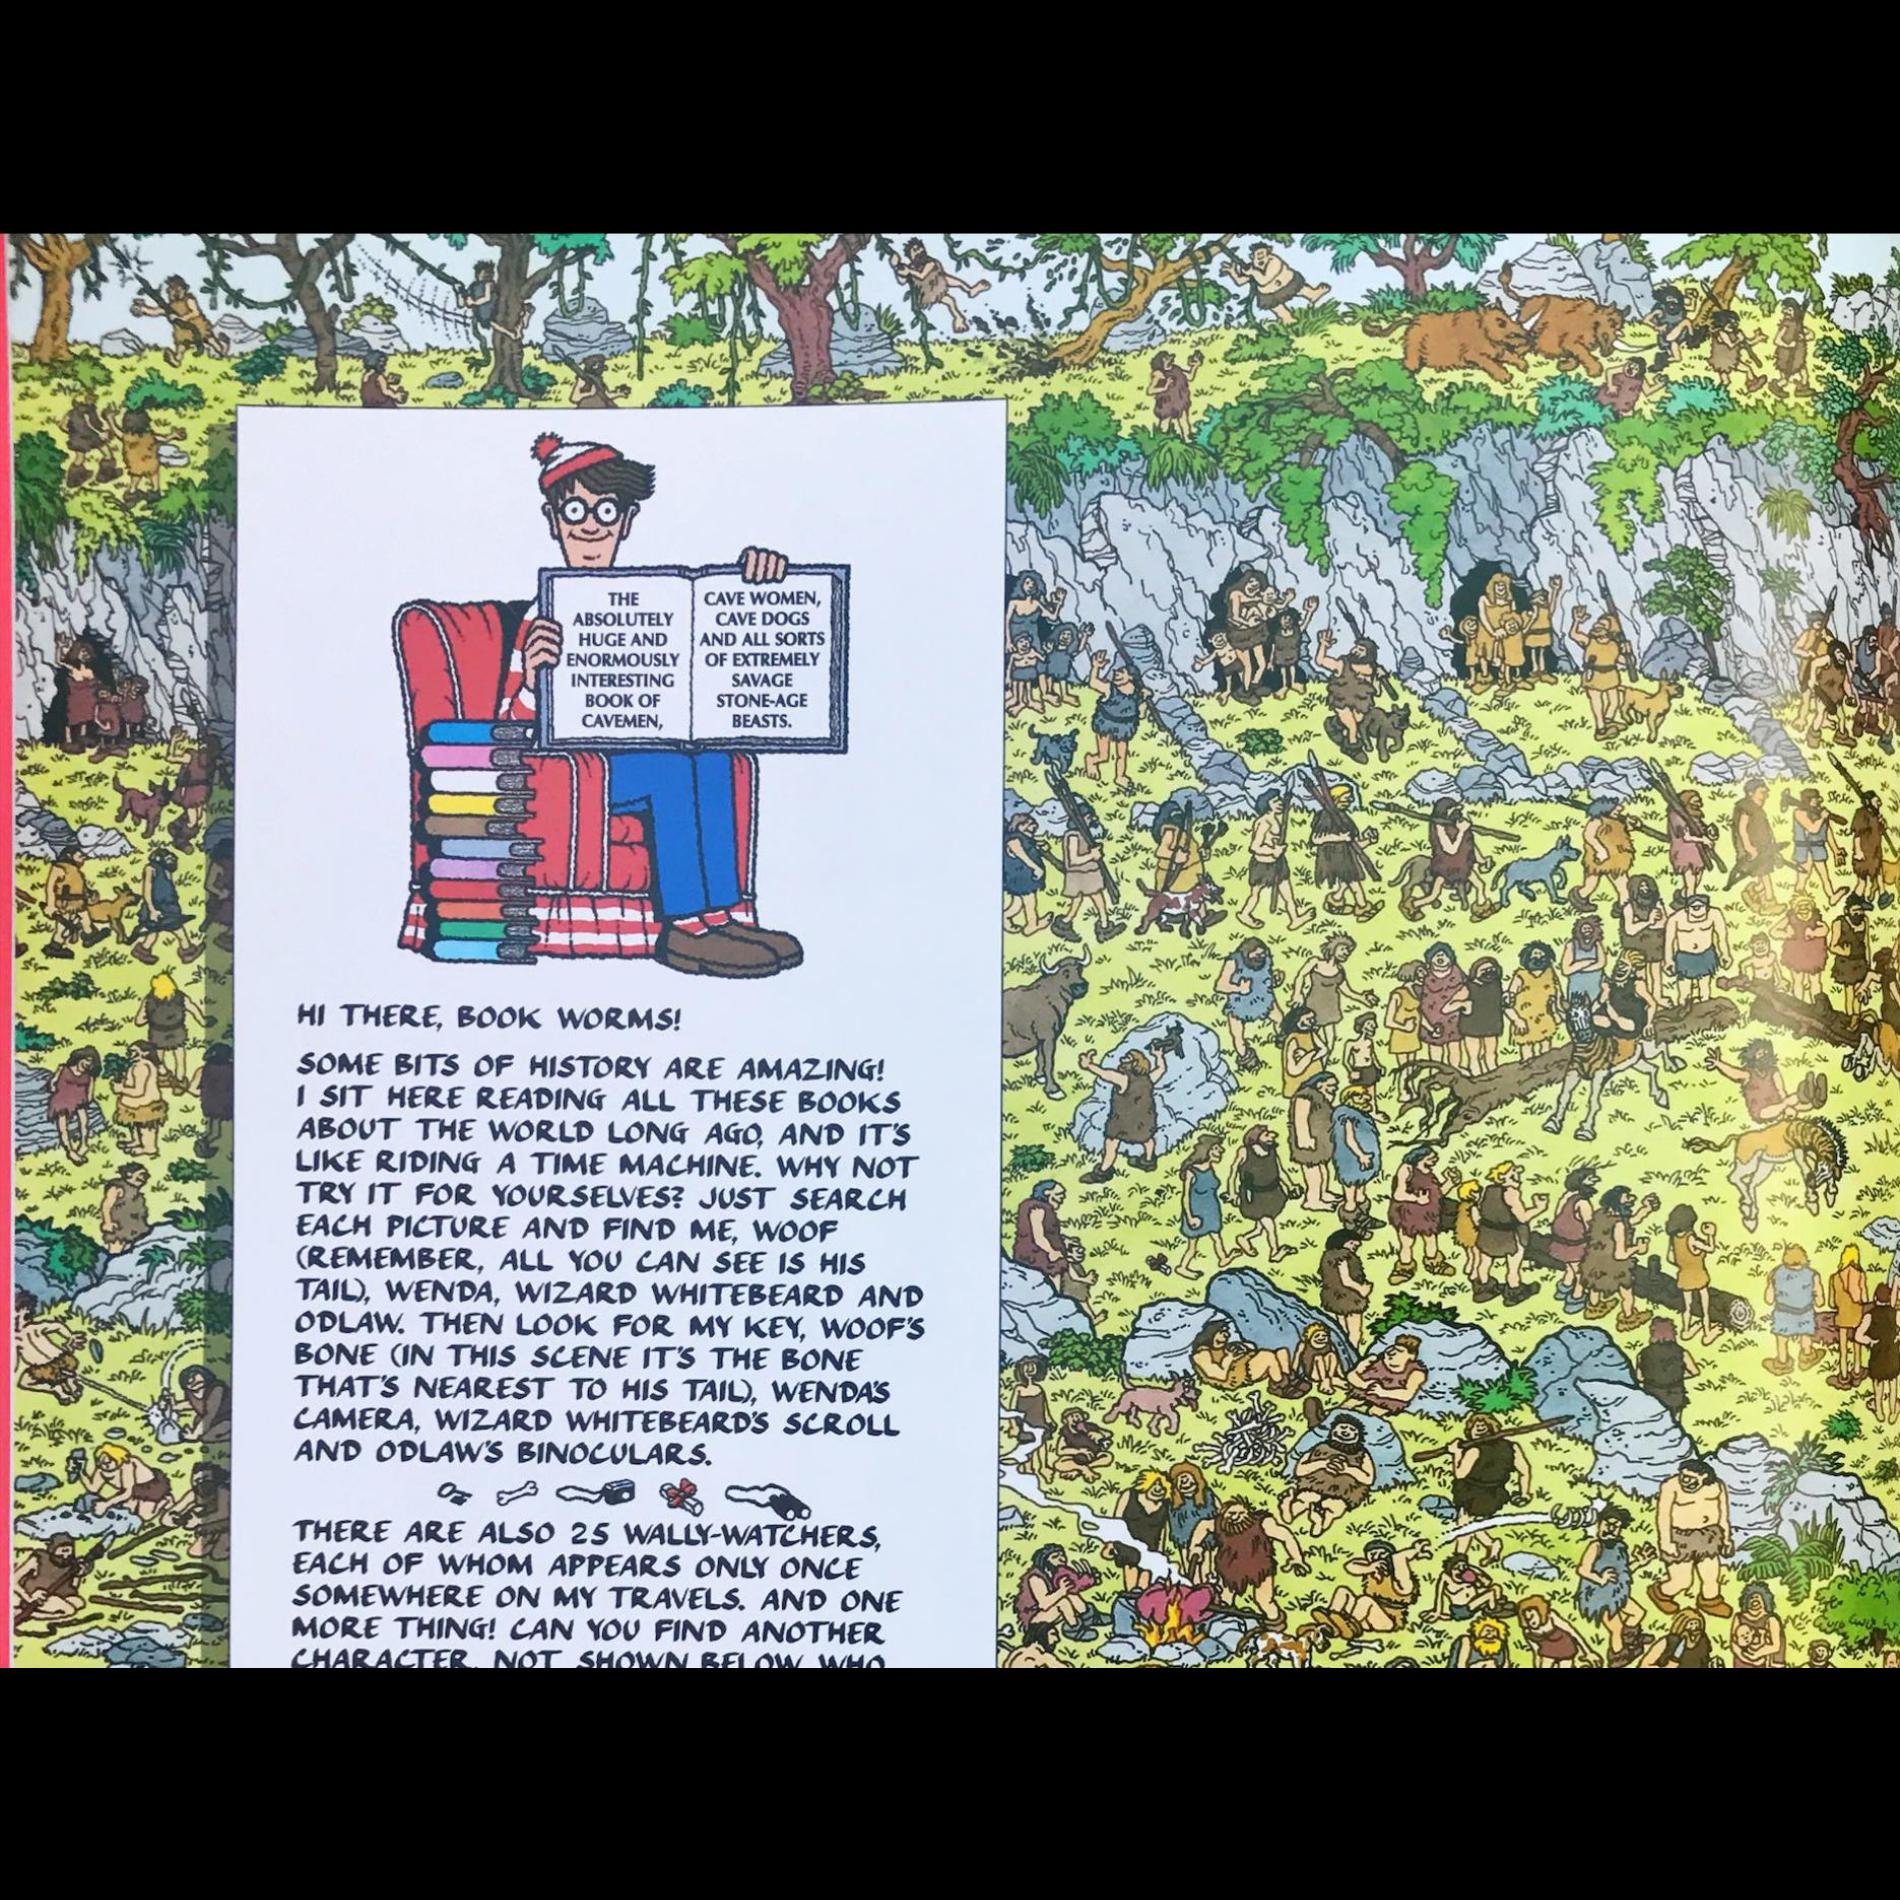 THE
ABSOLUTELY
HUGE AND
ENORMOUSLY
INTERESTING
BOOK OF
CAVEMEN,
CAVE WOMEN,
CAVE DOGS
AND ALL SORTS
OF EXTREMELY
SAVAGE
STONE-AGE
BEASTS.
HI THERE, BOOK WORMS!
SOME BITS OF HISTORY ARE AMAZING!
I SIT HERE READING ALL THESE BOOKS
ABOUT THE WORLD LONG AGO, AND IT'S
LIKE RIDING A TIME MACHINE. WHY NOT
TRY IT FOR YOURSELVES? JUST SEARCH
EACH PICTURE AND FIND ME, WOOF
(REMEMBER, ALL YOU CAN SEE IS HIS
TAIL), WENDA, WIZARD WHITEBEARD AND
ODLAW. THEN LOOK FOR MY KEY, WOOF'S
BONE (IN THIS SCENE IT'S THE BONE
THAT'S NEAREST TO HIS TAIL), WENDA'S
CAMERA, WIZARD WHITEBEARD'S SCROLL
AND ODLAW'S BINOCULARS.
THERE ARE ALSO 25 WALLY-WATCHERS,
EACH OF WHOM APPEARS ONLY ONCE
SOMEWHERE ON MY TRAVELS. AND ONE
MORE THING! CAN YOU FIND ANOTHER
CHARACTER, NOT SHOWN BELOW, WHO